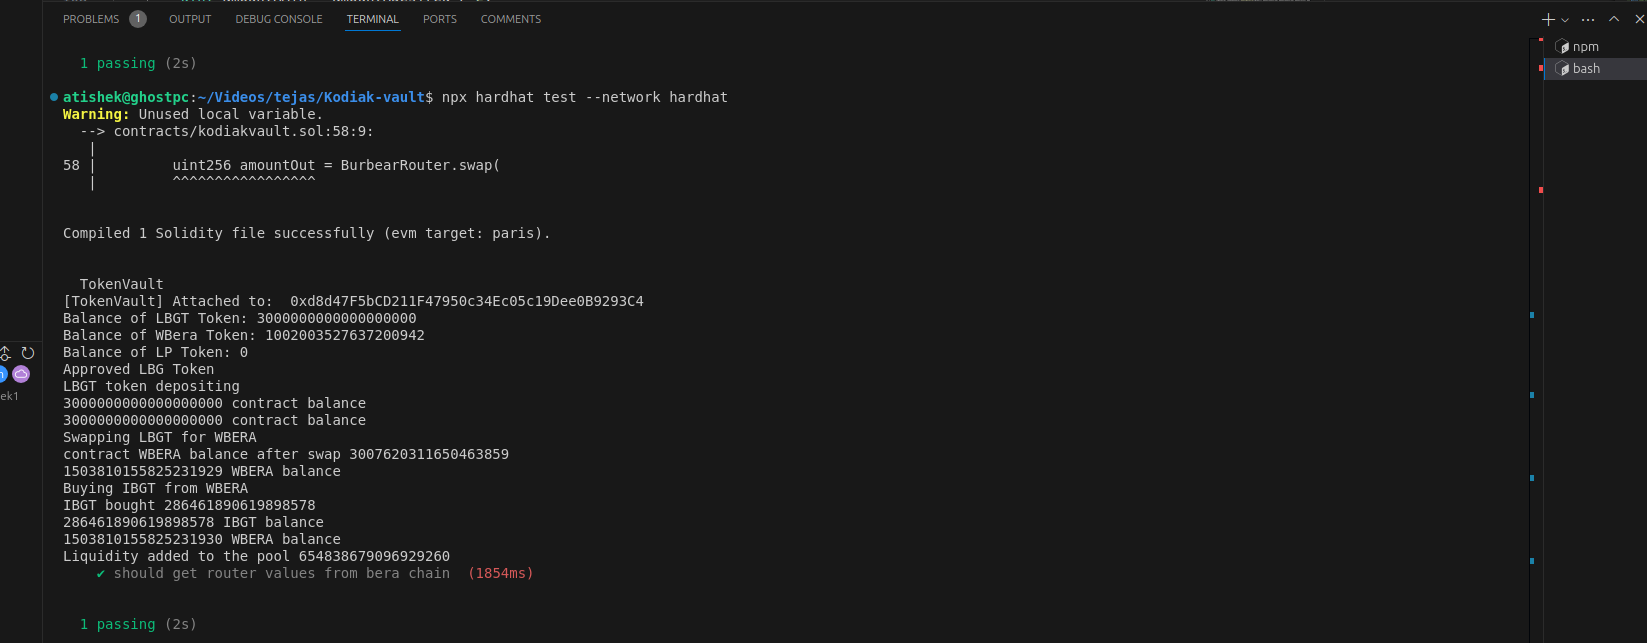 PROBLEMS 1 OUTPUT DEBUG CONSOLE TERMINAL PORTS COMMENTS
1 passing (2s)
npm
bash
atishek@ghostpc:~/Videos/tejas/Kodiak-vault$ npx hardhat test --network hardhat
Warning: Unused local variable.
--> contracts/kodiakvault.sol:58:9:
|
58 | uint256 amountOut = BurbearRouter.swap(
| ^^^^^^^^^^^^^^^^^
Compiled 1 Solidity file successfully (evm target: paris).
TokenVault
[TokenVault] Attached to:  0xd8d47F5bCD211F47950c34Ec05c19Dee0B9293C4
Balance of LBGT Token: 3000000000000000000
Balance of WBera Token: 1002003527637200942
Balance of LP Token: 0
Approved LBG Token
LBGT token depositing
3000000000000000000 contract balance
3000000000000000000 contract balance
Swapping LBGT for WBERA
contract WBERA balance after swap 3007620311650463859
1503810155825231929 WBERA balance
Buying IBGT from WBERA
IBGT bought 286461890619898578
286461890619898578 IBGT balance
1503810155825231930 WBERA balance
Liquidity added to the pool 654838679096929260
✔ should get router values from bera chain (1854ms)
1 passing (2s)
ek1